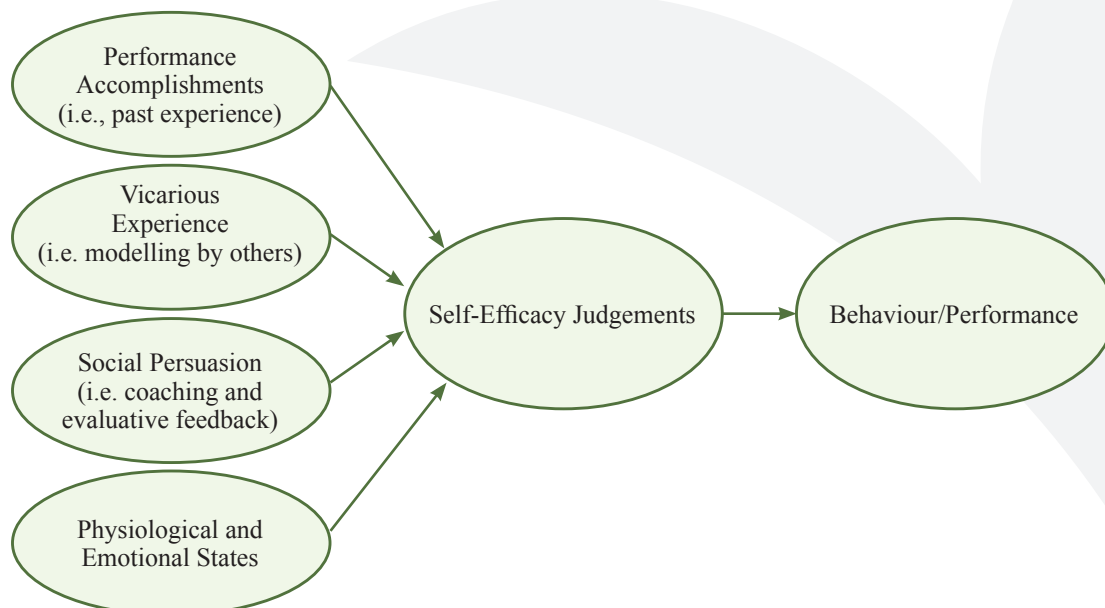 Performance
Accomplishments
(i.e., past experience)
Vicarious
Experience
(i.e. modelling by others)
Social Persuasion
(i.e. coaching and
evaluative feedback)
Physiological and
Emotional States
Self-Efficacy Judgements
Behaviour/Performance